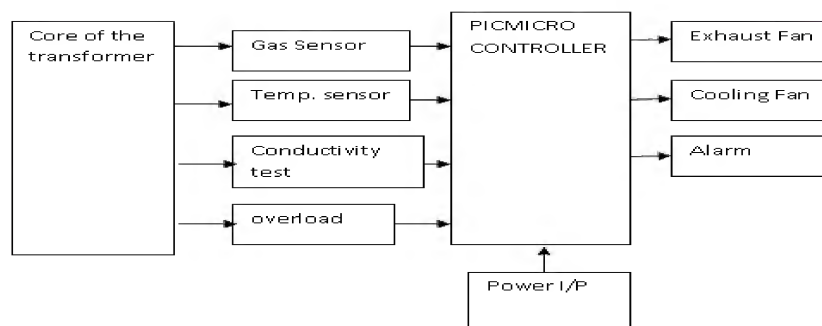 Core of the
transformer
Gas Sensor
Temp. sensor
Conductivity
test
overload
PICMICRO
CONTROLLER
Exhaust Fan
Cooling Fan
Alarm
Power I/P